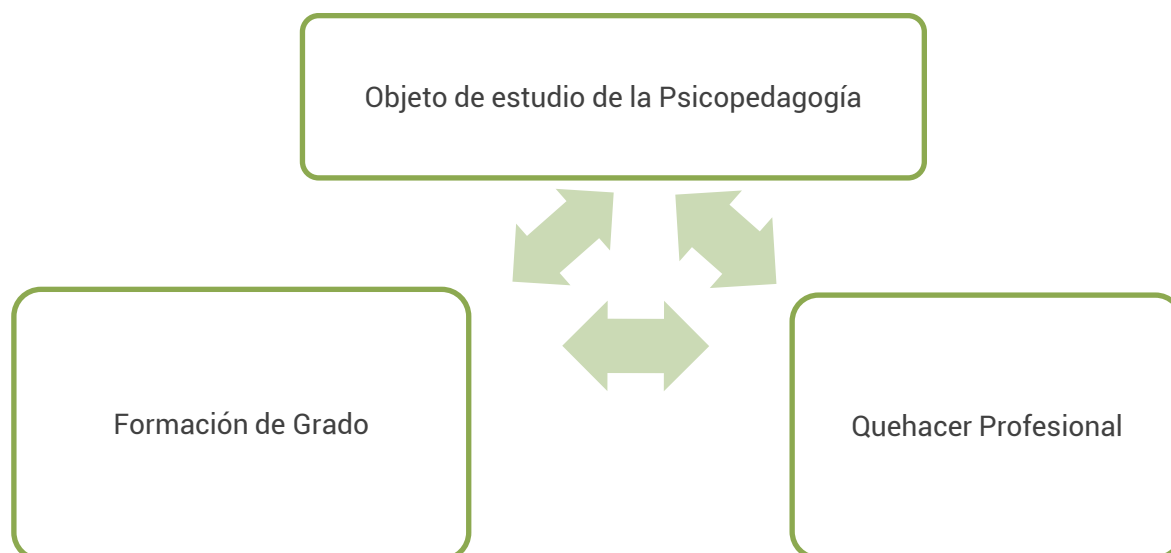 Objeto de estudio de la Psicopedagogía
Formación de Grado
Quehacer Profesional